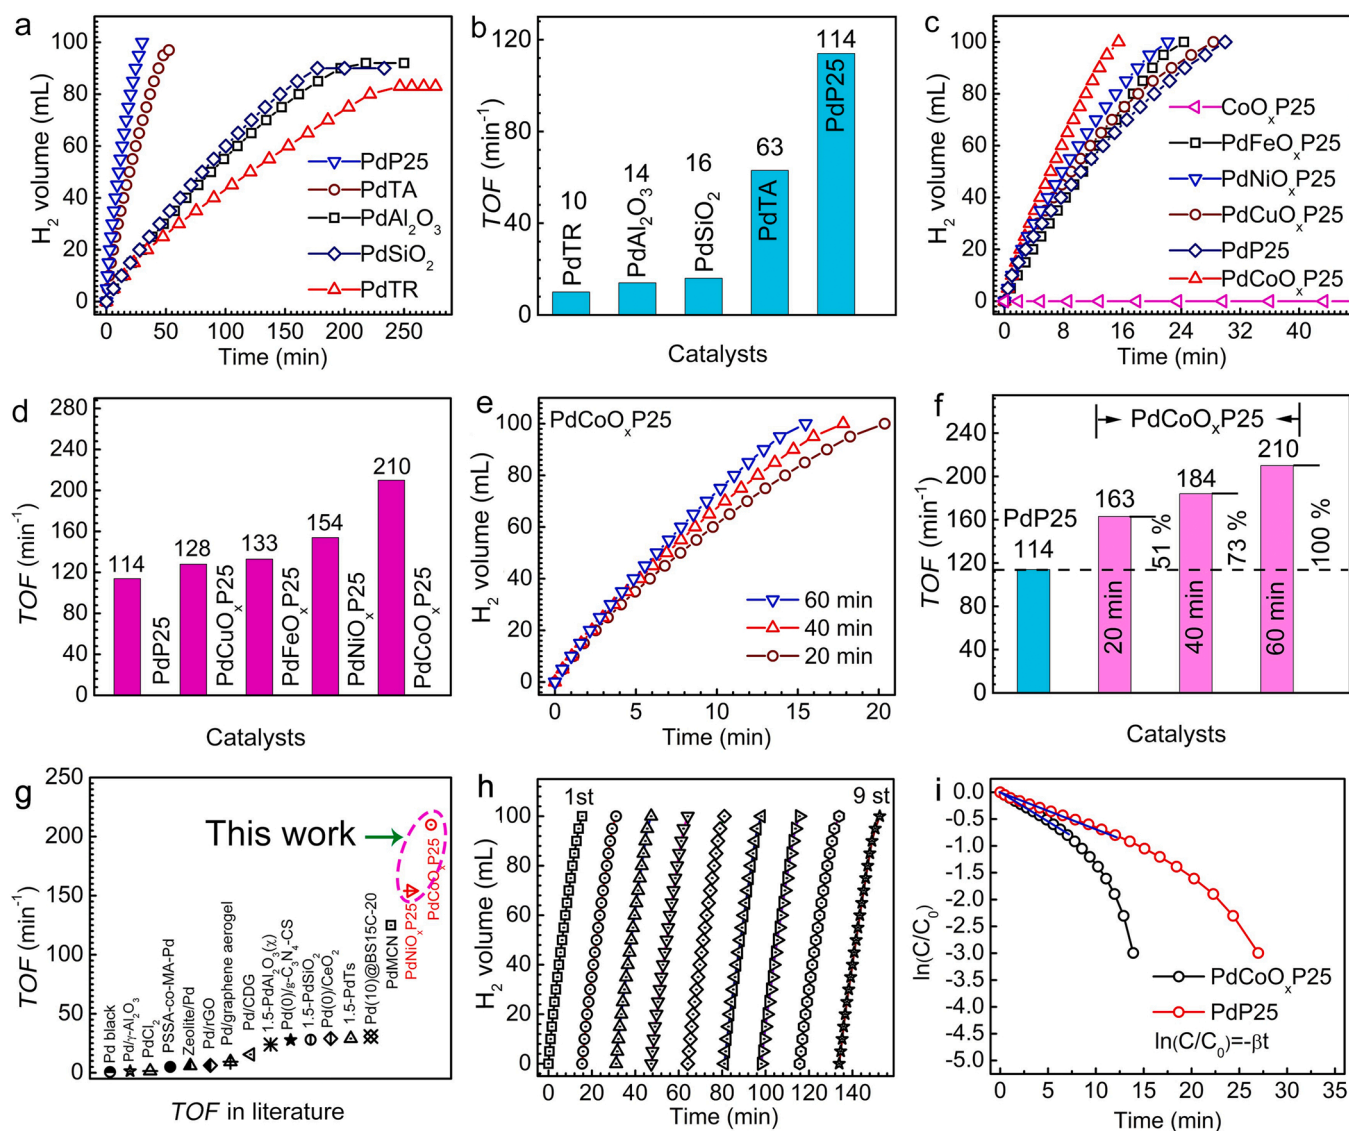 a
H2 volume (mL)
100
80
60
40
20
0
PdP25
PdTA
PdAl2O3
PdSiO2
PdTR
0 50 100 150 200 250
Time (min)
b
TOF (min-1)
120
80
40
0
10
14
16
63
114
PdTR
PdAl2O3
PdSiO2
PdTA
PdP25
Catalysts
c
H2 volume (mL)
100
80
60
40
20
0
CoOxP25
PdFeOxP25
PdNiOxP25
PdCuOxP25
PdP25
PdCoOxP25
0 8 16 24 32 40
Time (min)
d
TOF (min-1)
280
240
200
160
120
80
40
0
114
128
133
154
210
PdP25
PdCuOxP25
PdFeOxP25
PdNiOxP25
PdCoOxP25
Catalysts
e
PdCoOxP25
H2 volume (mL)
100
80
60
40
20
0
60 min
40 min
20 min
0 5 10 15 20
Time (min)
f
PdCoOxP25
TOF (min-1)
240
200
160
120
80
40
0
PdP25
114
163
184
210
51 %
73 %
100 %
20 min
40 min
60 min
Catalysts
g
TOF (min-1)
250
200
150
100
50
0
This work
Pd black
Pd/γ-Al2O3
PdCl2
PSSA-co-MA-Pd
Zeolite/Pd
Pd/rGO
Pd/graphene aerogel
Pd/CDG
1.5-PdAl2O3(χ)
Pd(0)/g-C3N4-CS
1.5-PdSiO2
Pd(0)/CeO2
1.5-PdTs
Pd(10)@BS15C-20
PdMCN
PdNiOxP25
PdCoOxP25
TOF in literature
h
H2 volume (mL)
100
80
60
40
20
0
1st
9 st
0 20 40 60 80 100 120 140
Time (min)
i
ln(C/C0)
0.0
-0.5
-1.0
-1.5
-2.0
-2.5
-3.0
-3.5
-4.0
-4.5
-5.0
PdCoOxP25
PdP25
ln(C/C0)=-βt
0 5 10 15 20 25 30 35
Time (min)